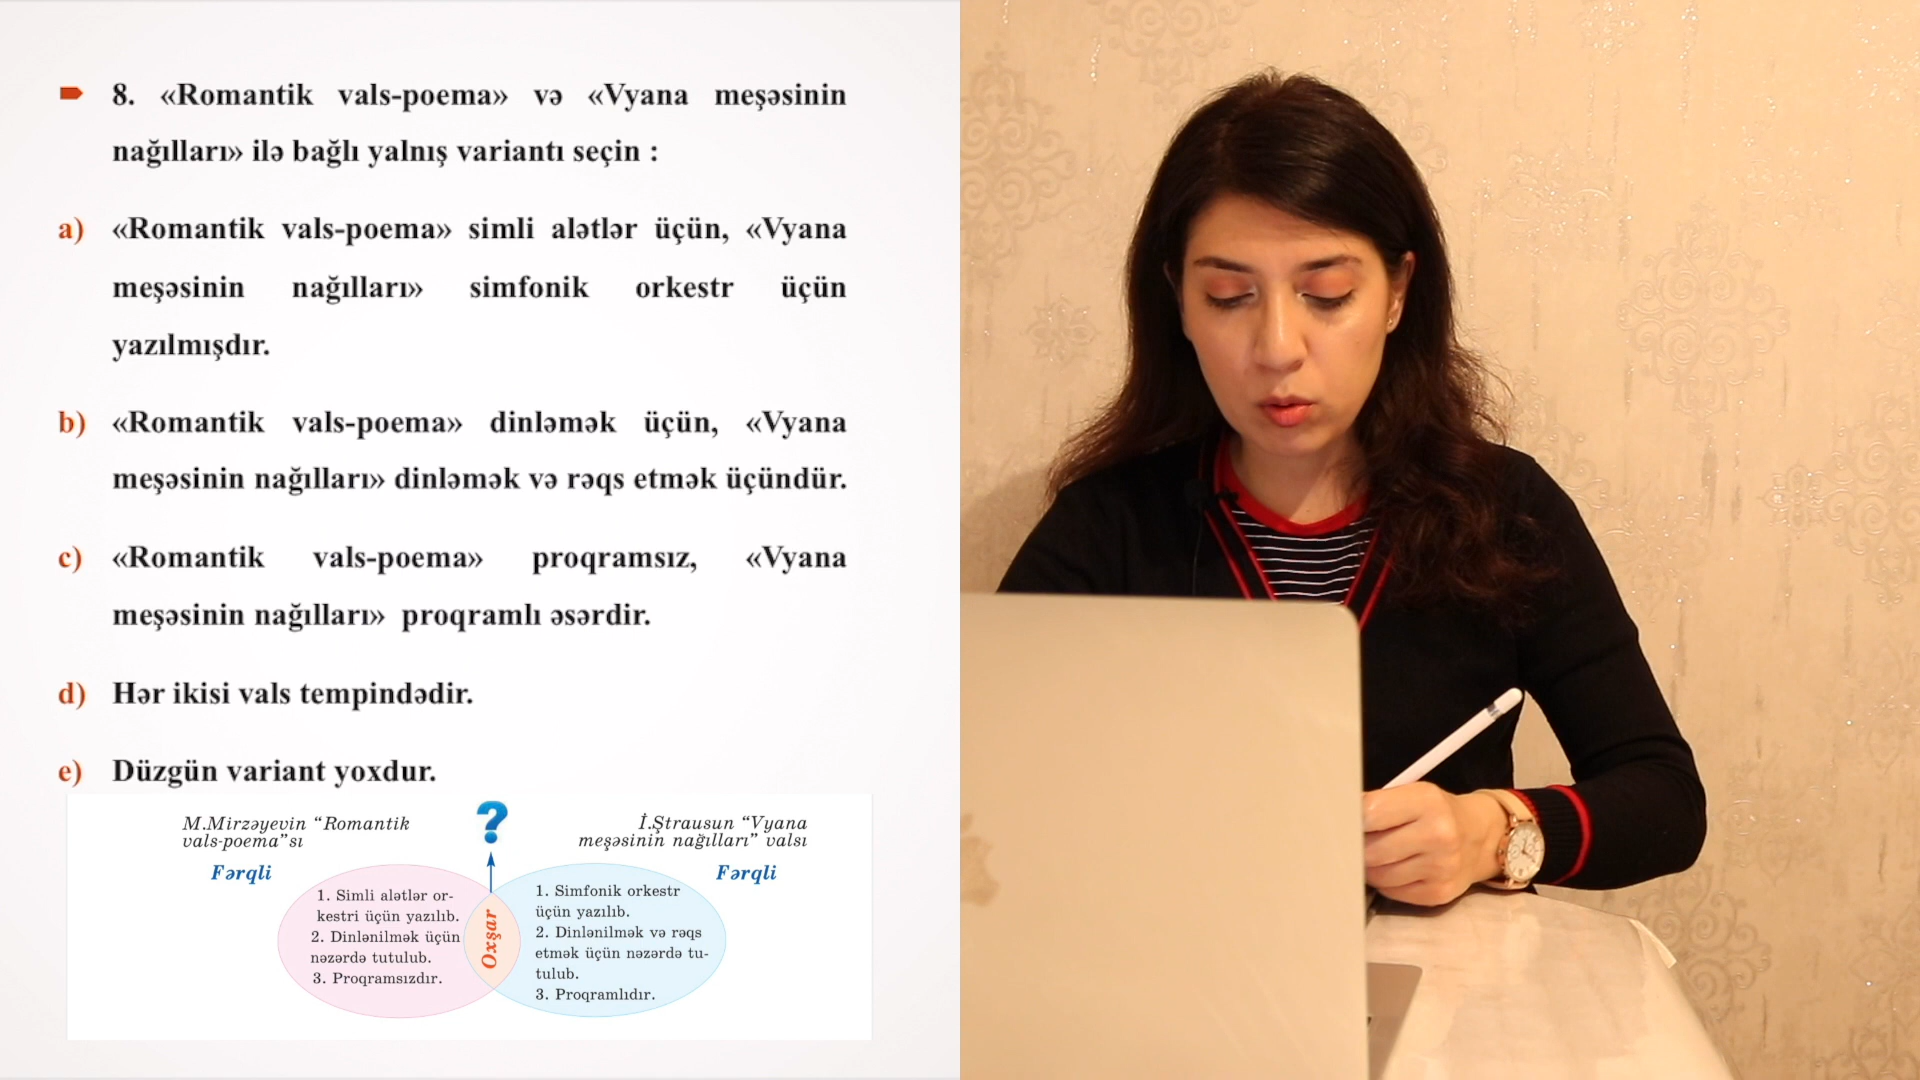 8. «Romantik vals-poema» və «Vyana meşəsinin
nağılları» ilə bağlı yalnış variantı seçin :
a) «Romantik vals-poema» simli alətlər üçün, «Vyana
meşəsinin nağılları» simfonik orkestr üçün
yazılmışdır.
b) «Romantik vals-poema» dinləmək üçün, «Vyana
meşəsinin nağılları» dinləmək və rəqs etmək üçündür.
c) «Romantik vals-poema» proqramsız, «Vyana
meşəsinin nağılları» proqramlı əsərdir.
d) Hər ikisi vals tempindədir.
e) Düzgün variant yoxdur.
M.Mirzəyevin “Romantik
vals-poema”sı
Fərqli
1. Simli alətlər or-
kestri üçün yazılıb.
2. Dinlənilmək üçün
nəzərdə tutulub.
3. Proqramsızdır.
?
Oxşar
İ.Ştrausun “Vyana
meşəsinin nağılları” valsı
Fərqli
1. Simfonik orkestr
üçün yazılıb.
2. Dinlənilmək və rəqs
etmək üçün nəzərdə tu-
tulub.
3. Proqramlıdır.